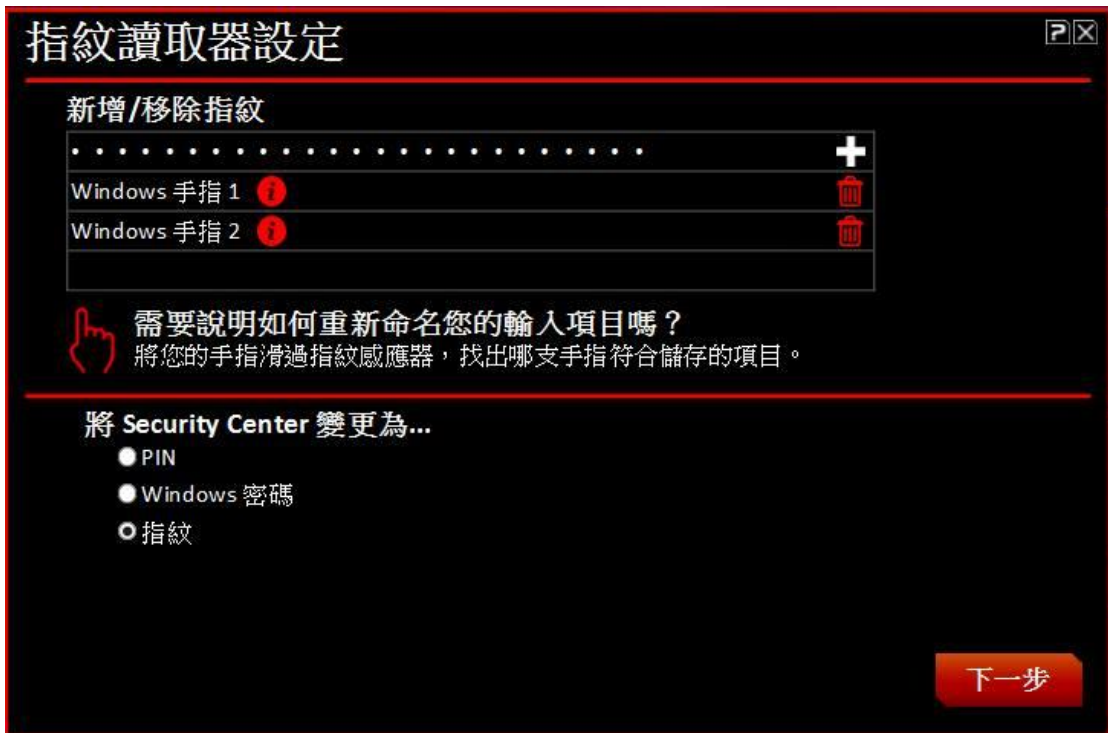 指紋讀取器設定
新增/移除指紋
Windows 手指 1
Windows 手指 2
需要說明如何重新命名您的輸入項目嗎？
將您的手指滑過指紋感應器，找出哪支手指符合儲存的項目。
將 Security Center 變更為...
PIN
Windows 密碼
指紋
下一步